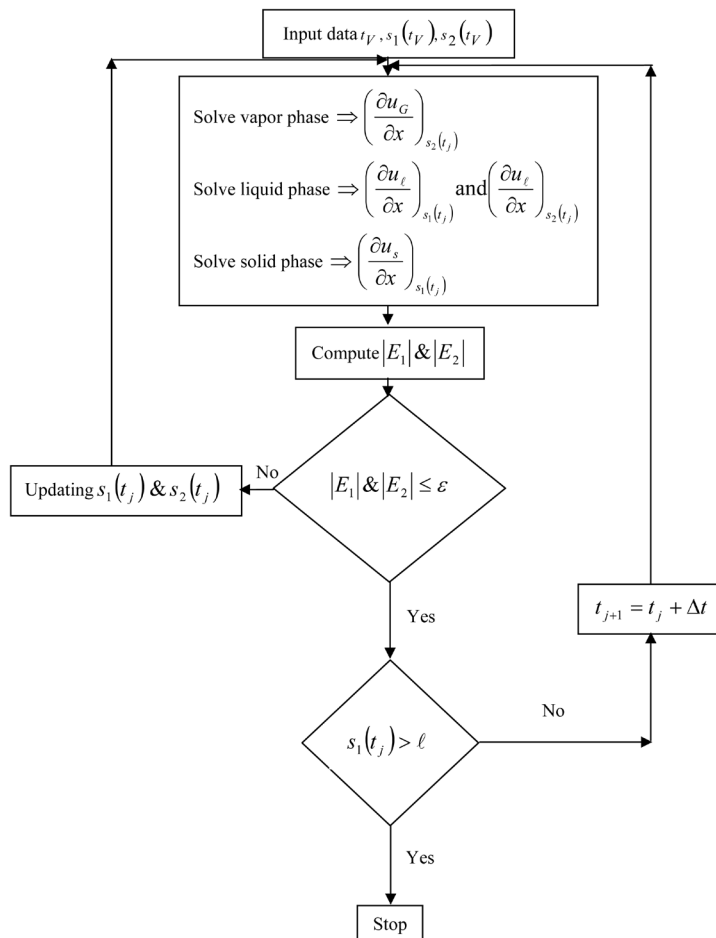 Input data t_V, s_1(t_V), s_2(t_V)
Solve vapor phase ⇒ (∂u_G/∂x)_{s_2(t_j)}
Solve liquid phase ⇒ (∂u_ℓ/∂x)_{s_1(t_j)} and (∂u_ℓ/∂x)_{s_2(t_j)}
Solve solid phase ⇒ (∂u_s/∂x)_{s_1(t_j)}
Compute |E_1| & |E_2|
|E_1| & |E_2| ≤ ε
No
Updating s_1(t_j) & s_2(t_j)
Yes
t_{j+1} = t_j + Δt
s_1(t_j) > ℓ
No
Yes
Stop